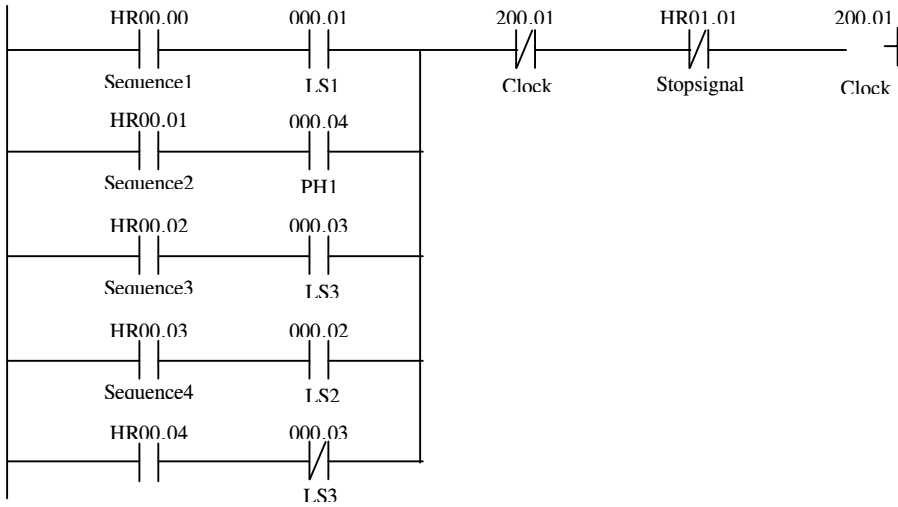 HR00.00 000.01 200.01 HR01.01 200.01
Sequence1 LS1 Clock Stopsignal Clock
HR00.01 000.04
Sequence2 PH1
HR00.02 000.03
Sequence3 LS3
HR00.03 000.02
Sequence4 LS2
HR00.04 000.03
LS3